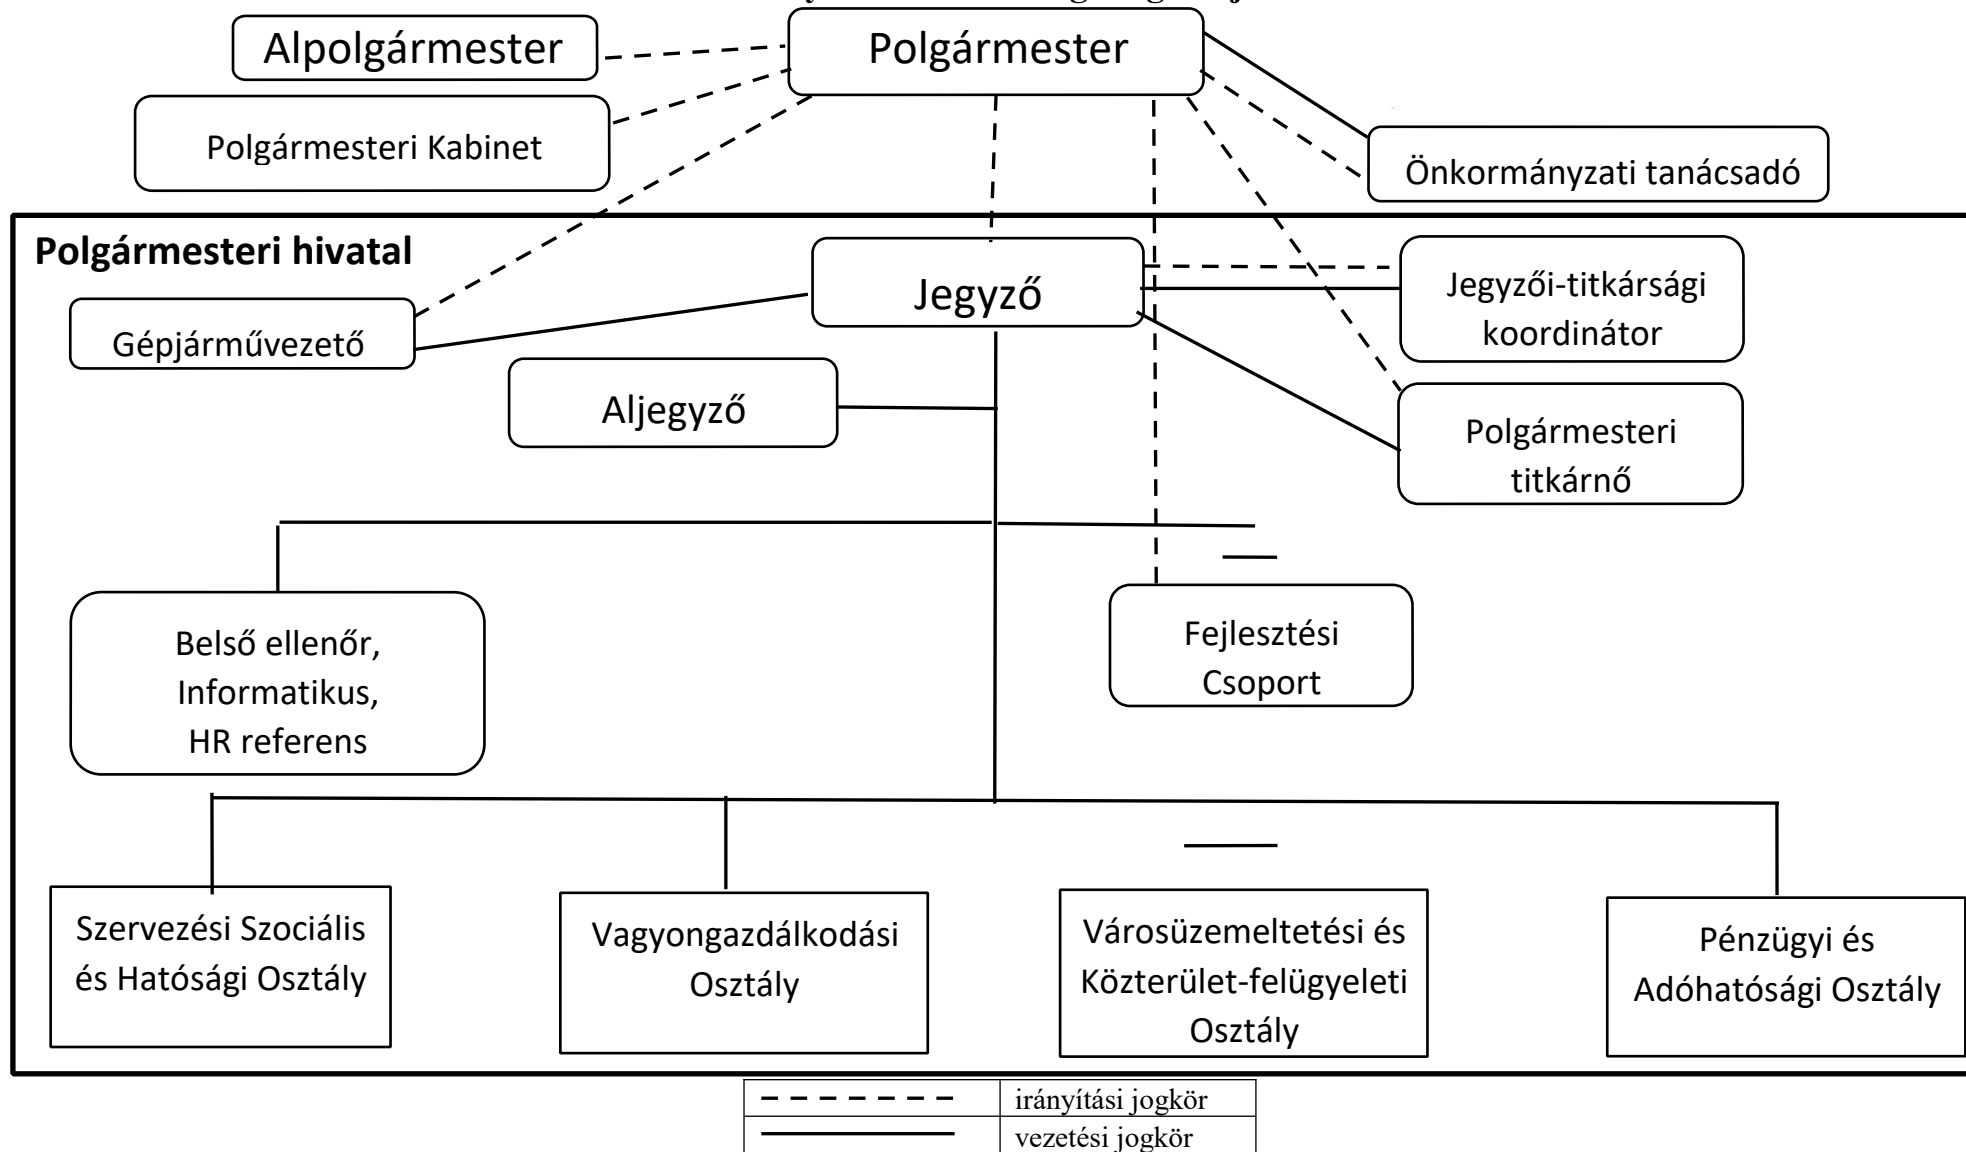 Alpolgármester
Polgármester
Polgármesteri Kabinet
Önkormányzati tanácsadó
Polgármesteri hivatal
Jegyző
Jegyzői-titkársági
koordinátor
Gépjárművezető
Aljegyző
Polgármesteri
titkárnő
Belső ellenőr,
Informatikus,
HR referens
Fejlesztési
Csoport
Szervezési Szociális
és Hatósági Osztály
Vagyongazdálkodási
Osztály
Városüzemeltetési és
Közterület-felügyeleti
Osztály
Pénzügyi és
Adóhatósági Osztály
irányítási jogkör
vezetési jogkör